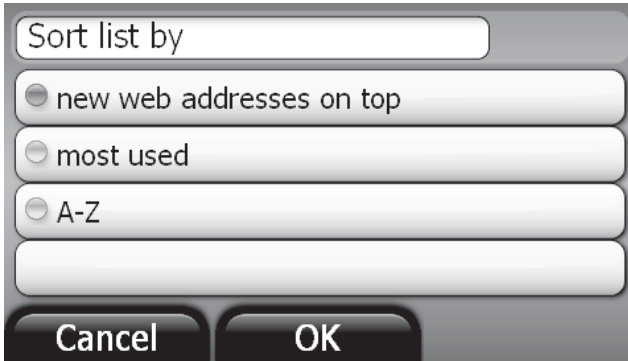 Sort list by
new web addresses on top
most used
A-Z
Cancel OK